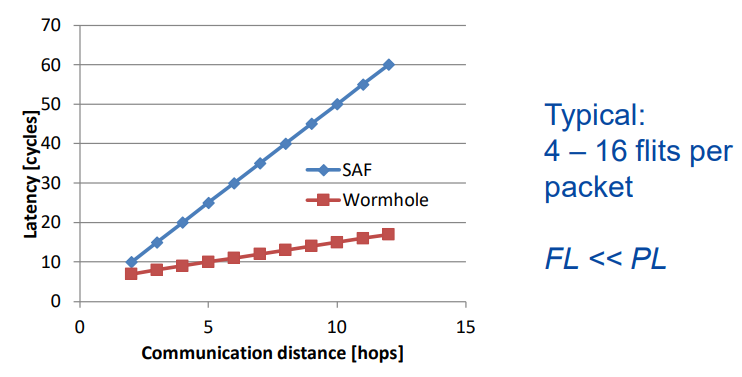 70
60
50
40
30
20
10
0
Latency [cycles]
SAF
Wormhole
0 5 10 15
Communication distance [hops]
Typical:
4 – 16 flits per
packet
FL << PL